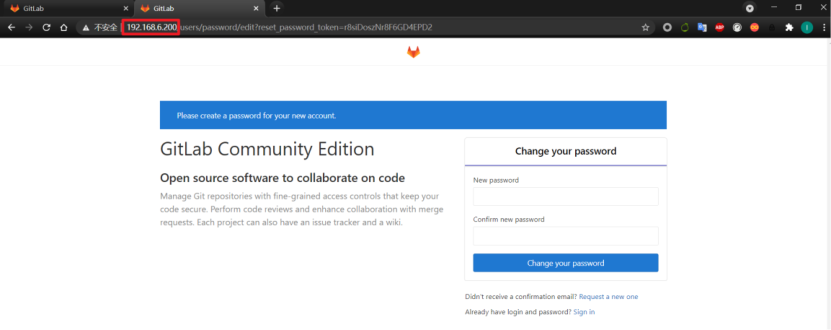 GitLab
GitLab
不安全
192.168.6.200/users/password/edit?reset_password_token=r8siDoszNr8F6GD4EPD2
Please create a password for your new account.
GitLab Community Edition
Open source software to collaborate on code
Manage Git repositories with fine-grained access controls that keep your
code secure. Perform code reviews and enhance collaboration with merge
requests. Each project can also have an issue tracker and a wiki.
Change your password
New password
Confirm new password
Change your password
Didn't receive a confirmation email? Request a new one
Already have login and password? Sign in